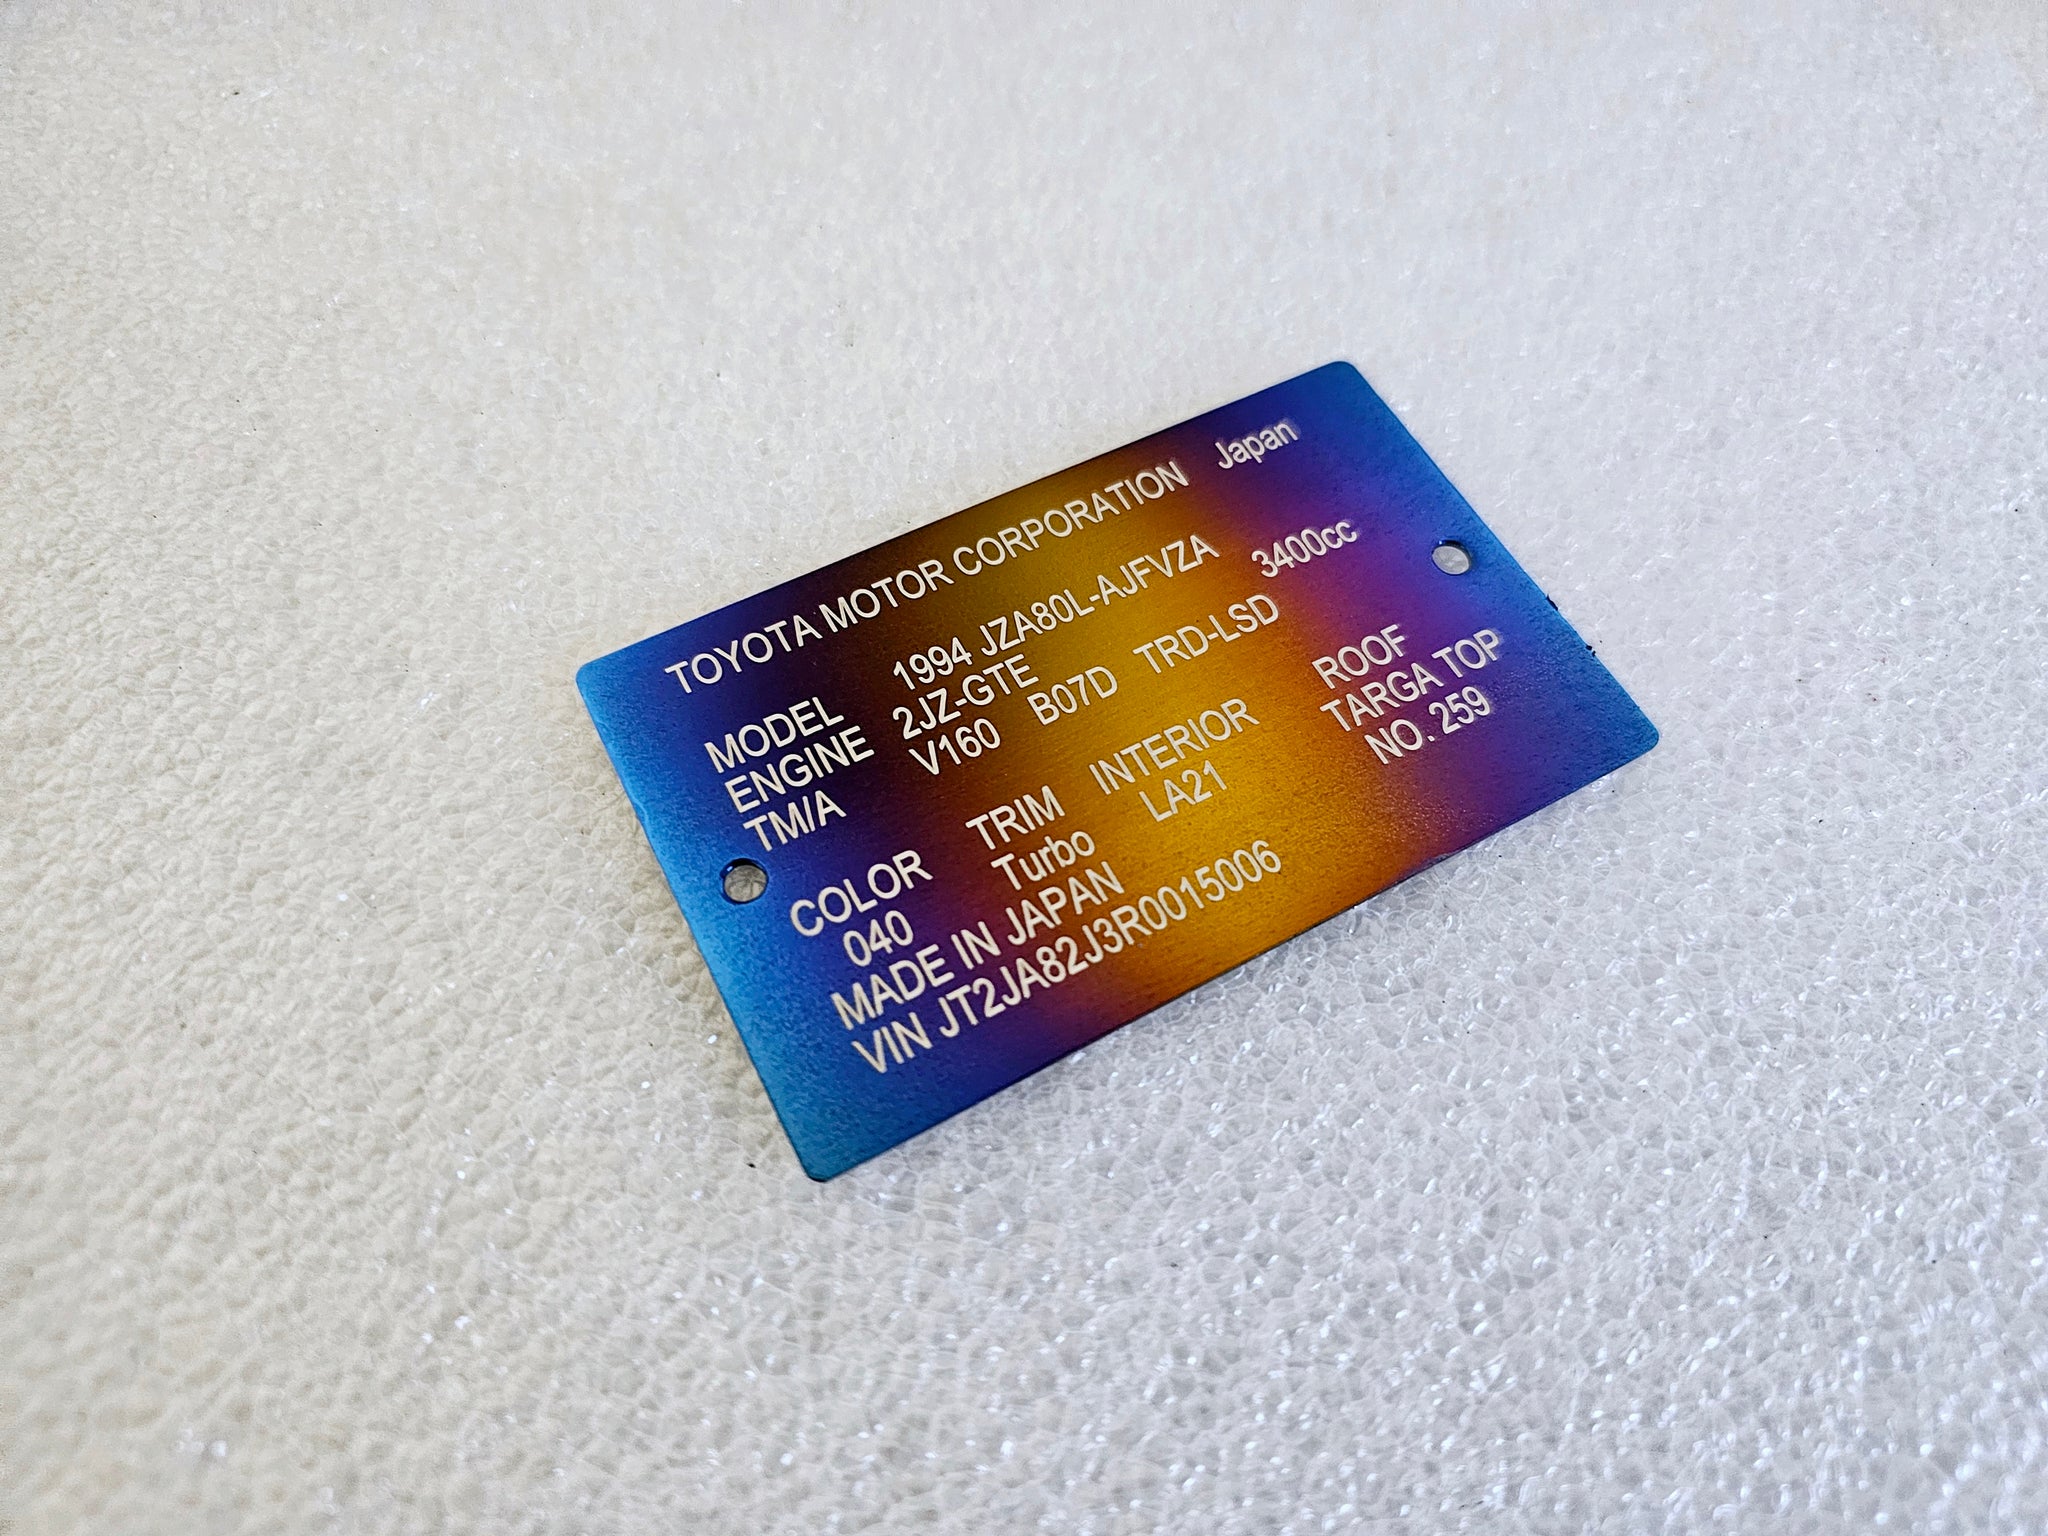 TOYOTA MOTOR CORPORATION Japan
MODEL 1994 JZA80L-AJFVZA
ENGINE 2JZ-GTE 3400cc
TM/A V160 B07D TRD-LSD
COLOR TRIM INTERIOR ROOF
040 Turbo LA21 TARGA TOP
MADE IN JAPAN NO. 259
VIN JT2JA82J3R0015006